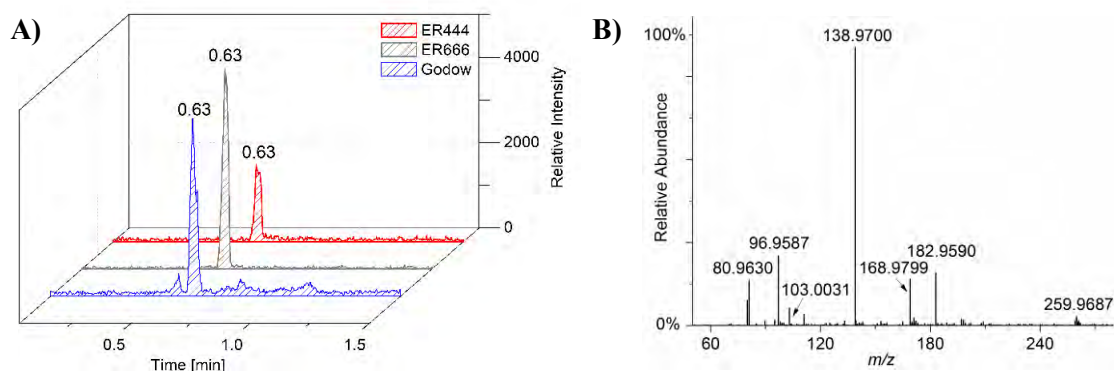 A)
ER444
ER666
Godow
0.63
0.63
0.63
4000
2000
0
Relative Intensity
0.5
1.0
1.5
Time [min]
B)
100%
0%
Relative Abundance
138.9700
96.9587
80.9630
103.0031
168.9799
182.9590
259.9687
60
120
180
240
m/z